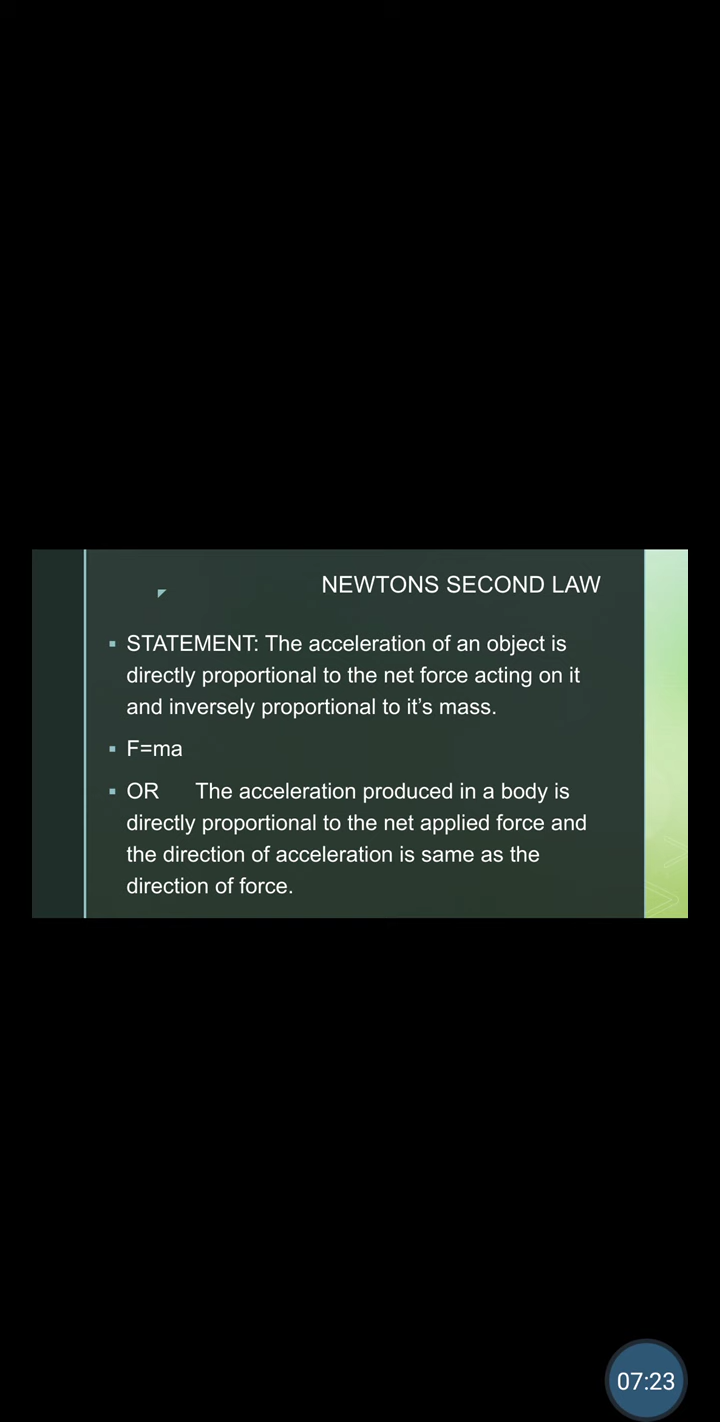 NEWTONS SECOND LAW
▪ STATEMENT: The acceleration of an object is
directly proportional to the net force acting on it
and inversely proportional to it’s mass.
▪ F=ma
▪ OR The acceleration produced in a body is
directly proportional to the net applied force and
the direction of acceleration is same as the
direction of force.
07:23